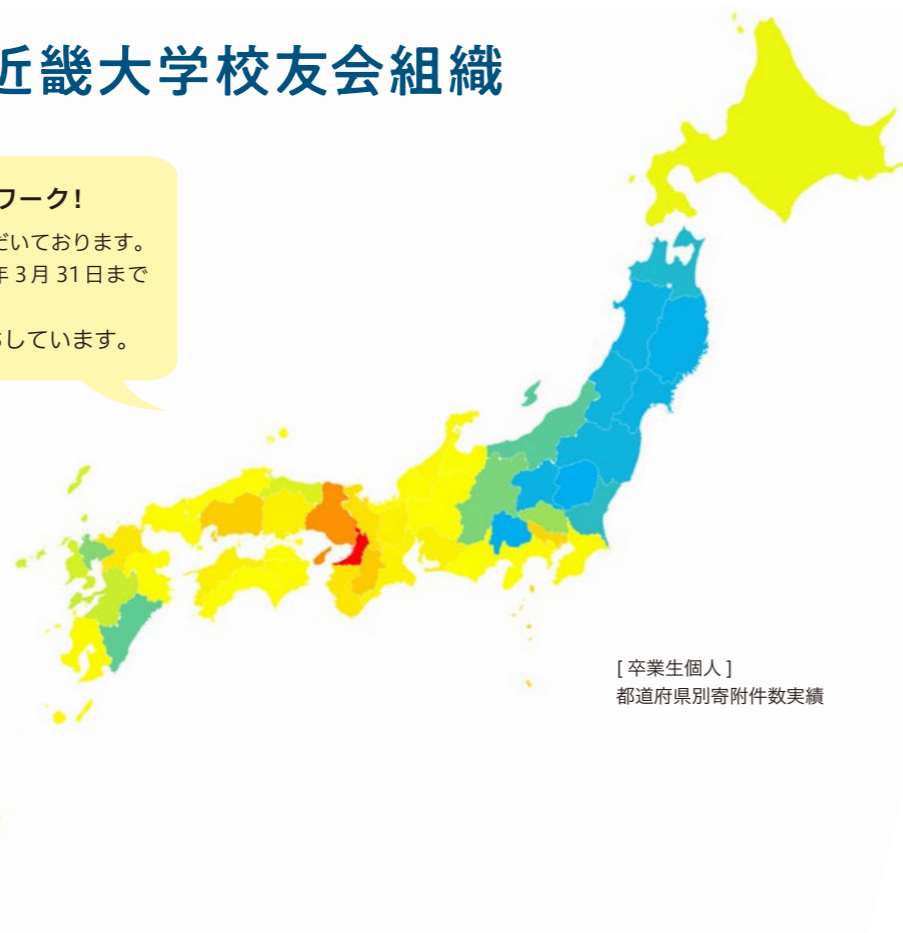 近畿大学校友会組織
ワーク!
だいております。
年3月31日まで
しています。
[ 卒業生個人 ]
都道府県別寄附件数実績